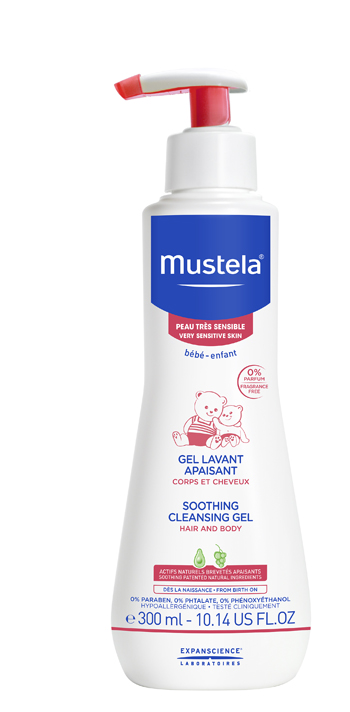 mustela®
PEAU TRÈS SENSIBLE
VERY SENSITIVE SKIN
bébé-enfant
0%
PARFUM
FRAGRANCE
FREE
GEL LAVANT
APAISANT
CORPS ET CHEVEUX
SOOTHING
CLEANSING GEL
HAIR AND BODY
ACTIFS NATURELS BREVETÉS APAISANTS
SOOTHING PATENTED NATURAL INGREDIENTS
DÈS LA NAISSANCE - FROM BIRTH ON
0% PARABEN, 0% PHTALATE, 0% PHÉNOXYÉTHANOL
HYPOALLERGÉNIQUE - TESTÉ CLINIQUEMENT
℮ 300 ml - 10.14 US FL.OZ
EXPANSCIENCE®
LABORATOIRES